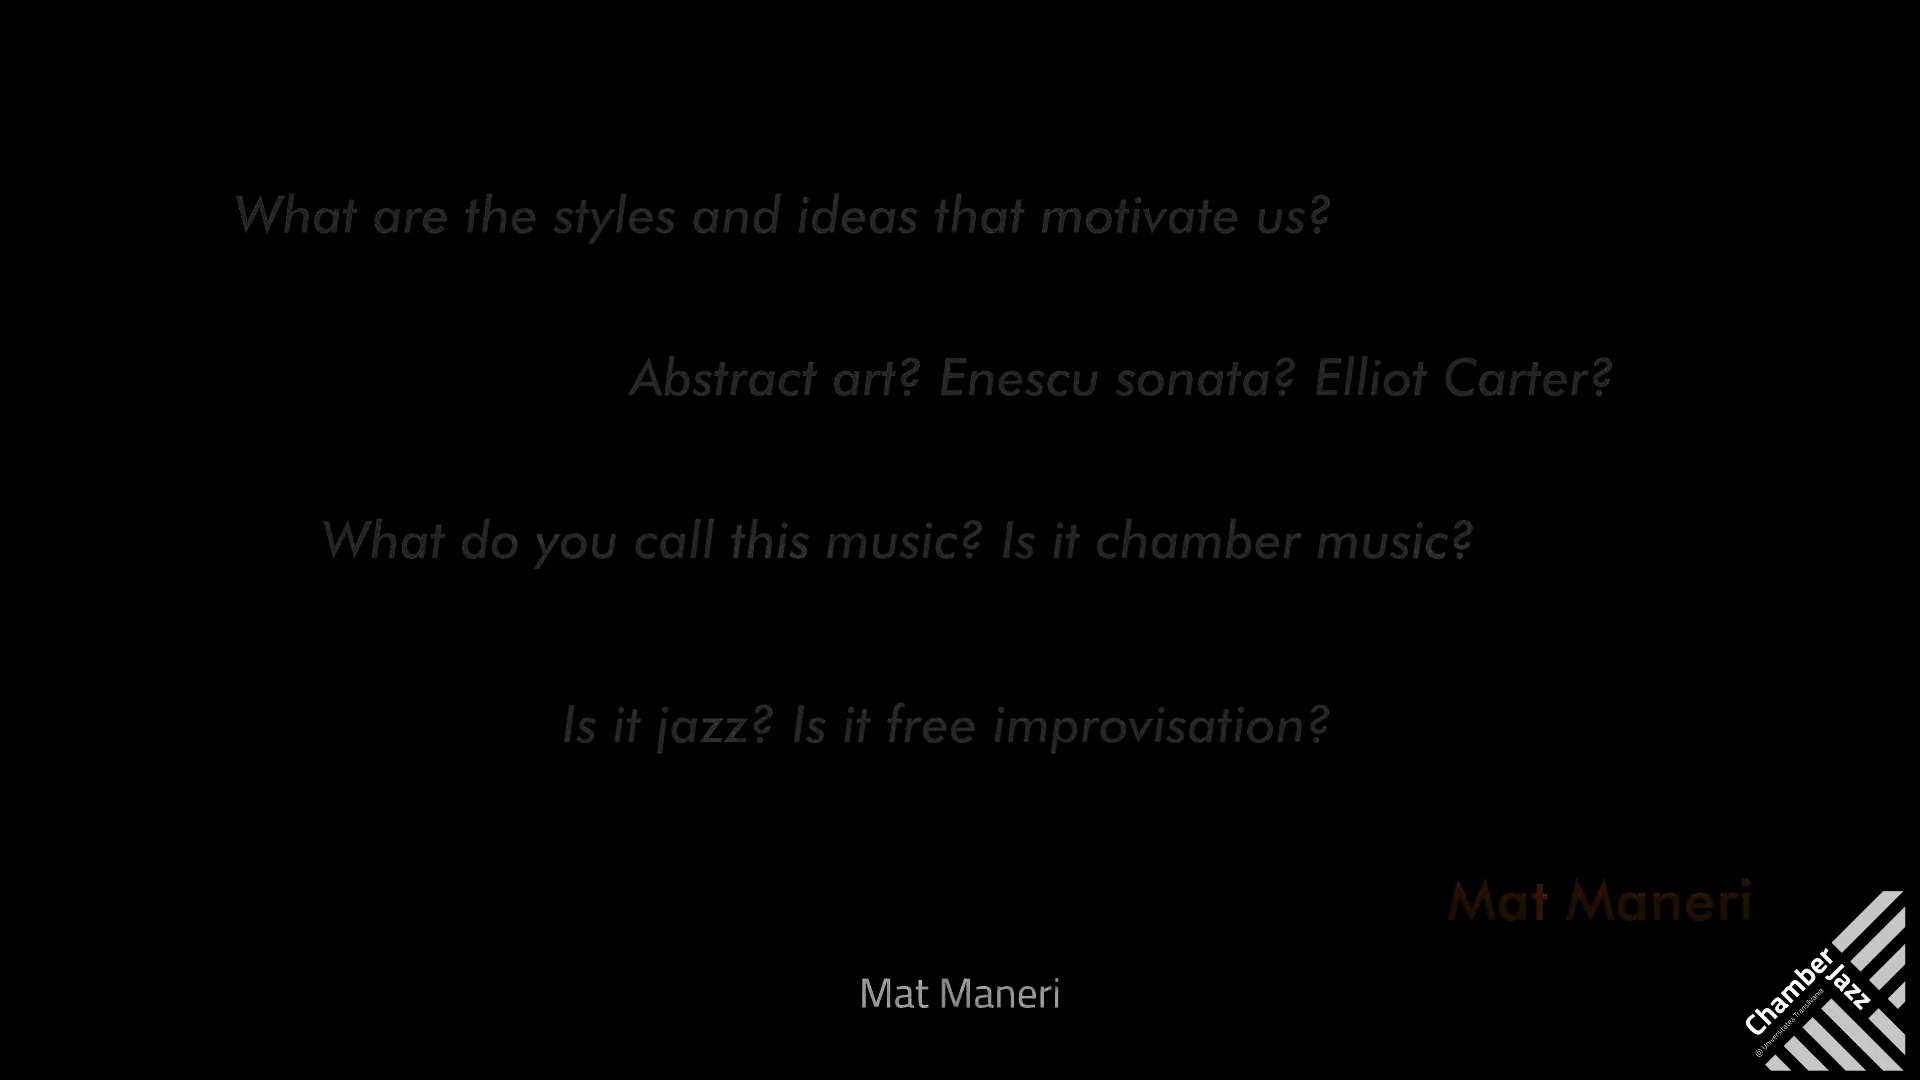 What are the styles and ideas that motivate us?
Abstract art? Enescu sonata? Elliot Carter?
What do you call this music? Is it chamber music?
Is it jazz? Is it free improvisation?
Mat Maneri
Mat Maneri
Chamber
Jazz
@ Universitatea Transilvania